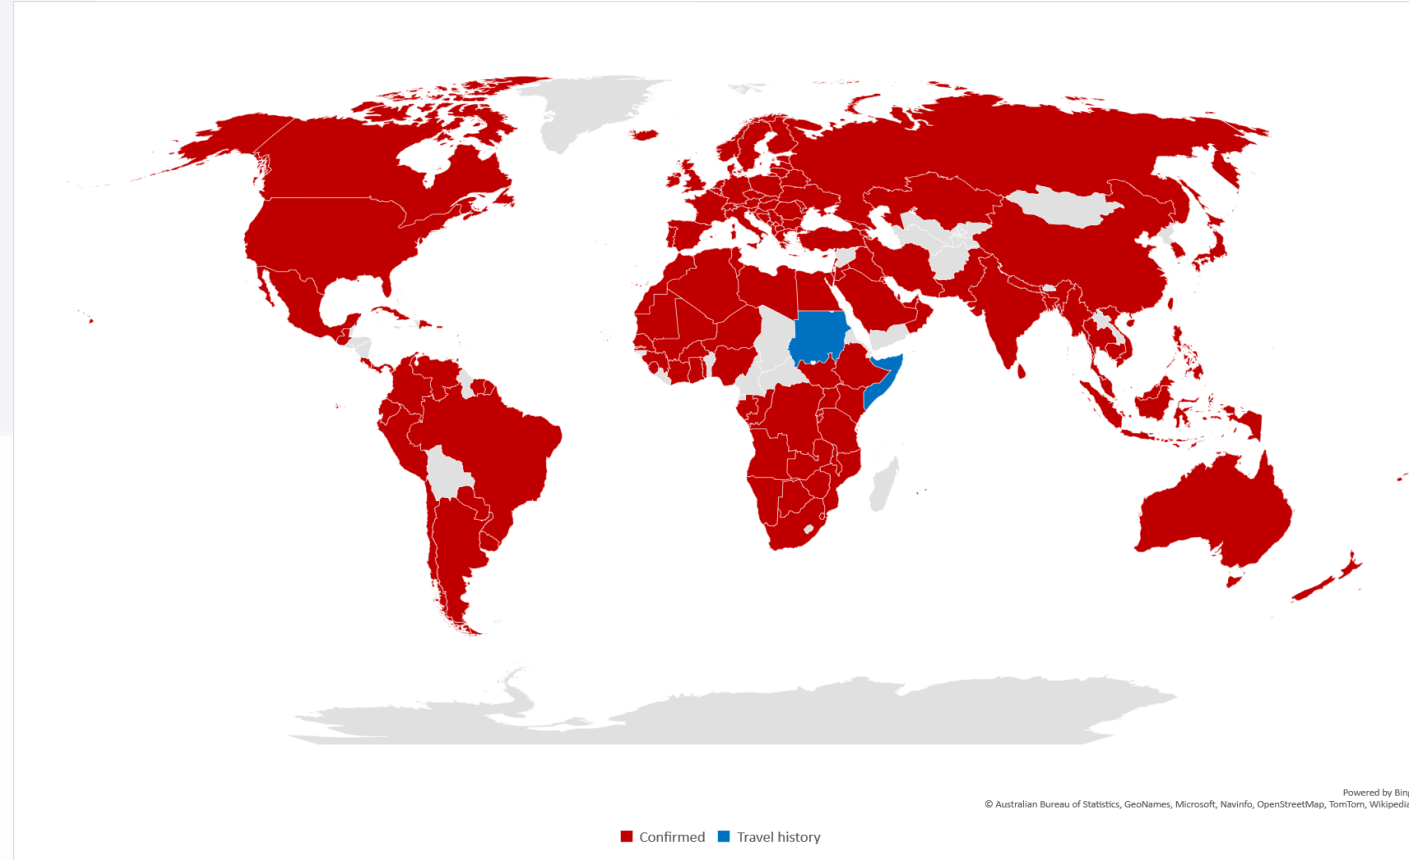 Powered by Bing
© Australian Bureau of Statistics, GeoNames, Microsoft, Navinfo, OpenStreetMap, TomTom, Wikipedia
Confirmed Travel history